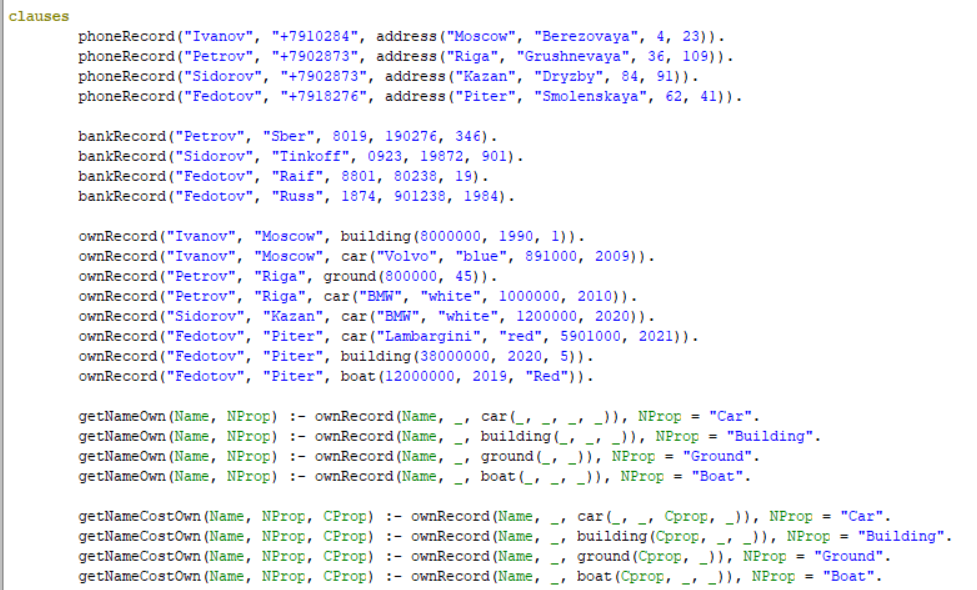 clauses
phoneRecord("Ivanov", "+7910284", address("Moscow", "Berezovaya", 4, 23)).
phoneRecord("Petrov", "+7902873", address("Riga", "Grushnevaya", 36, 109)).
phoneRecord("Sidorov", "+7902873", address("Kazan", "Dryzby", 84, 91)).
phoneRecord("Fedotov", "+7918276", address("Piter", "Smolenskaya", 62, 41)).
bankRecord("Petrov", "Sber", 8019, 190276, 346).
bankRecord("Sidorov", "Tinkoff", 0923, 19872, 901).
bankRecord("Fedotov", "Raif", 8801, 80238, 19).
bankRecord("Fedotov", "Russ", 1874, 901238, 1984).
ownRecord("Ivanov", "Moscow", building(8000000, 1990, 1)).
ownRecord("Ivanov", "Moscow", car("Volvo", "blue", 891000, 2009)).
ownRecord("Petrov", "Riga", ground(800000, 45)).
ownRecord("Petrov", "Riga", car("BMW", "white", 1000000, 2010)).
ownRecord("Sidorov", "Kazan", car("BMW", "white", 1200000, 2020)).
ownRecord("Fedotov", "Piter", car("Lambargini", "red", 5901000, 2021)).
ownRecord("Fedotov", "Piter", building(38000000, 2020, 5)).
ownRecord("Fedotov", "Piter", boat(12000000, 2019, "Red")).
getNameOwn(Name, NProp) :- ownRecord(Name, _, car(_, _, _, _)), NProp = "Car".
getNameOwn(Name, NProp) :- ownRecord(Name, _, building(_, _, _)), NProp = "Building".
getNameOwn(Name, NProp) :- ownRecord(Name, _, ground(_, _)), NProp = "Ground".
getNameOwn(Name, NProp) :- ownRecord(Name, _, boat(_, _, _)), NProp = "Boat".
getNameCostOwn(Name, NProp, CProp) :- ownRecord(Name, _, car(_, _, Cprop, _)), NProp = "Car".
getNameCostOwn(Name, NProp, CProp) :- ownRecord(Name, _, building(Cprop, _, _)), NProp = "Building".
getNameCostOwn(Name, NProp, CProp) :- ownRecord(Name, _, ground(Cprop, _)), NProp = "Ground".
getNameCostOwn(Name, NProp, CProp) :- ownRecord(Name, _, boat(Cprop, _, _)), NProp = "Boat".